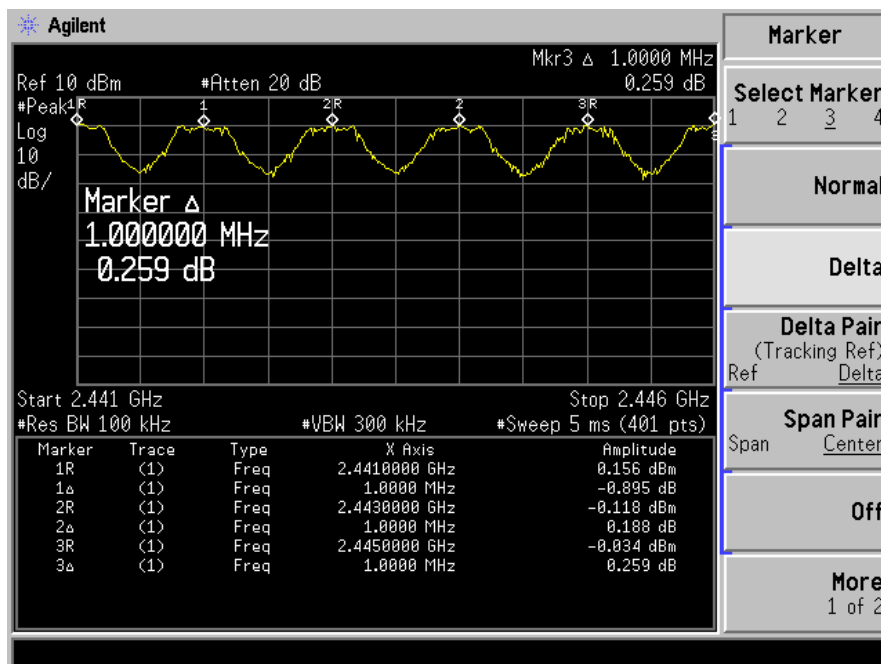 Agilent
Mkr3 Δ 1.0000 MHz
Ref 10 dBm #Atten 20 dB 0.259 dB
#Peak
Log
10
dB/
1R 1 2R 2 3R
3
Marker Δ
1.000000 MHz
0.259 dB
Start 2.441 GHz Stop 2.446 GHz
#Res BW 100 kHz #VBW 300 kHz #Sweep 5 ms (401 pts)
Marker Trace Type X Axis Amplitude
1R (1) Freq 2.4410000 GHz 0.156 dBm
1Δ (1) Freq 1.0000 MHz -0.895 dB
2R (1) Freq 2.4430000 GHz -0.118 dBm
2Δ (1) Freq 1.0000 MHz 0.188 dB
3R (1) Freq 2.4450000 GHz -0.034 dBm
3Δ (1) Freq 1.0000 MHz 0.259 dB
Marker
Select Marker
1 2 3 4
Normal
Delta
Delta Pair
(Tracking Ref)
Ref Delta
Span Pair
Span Center
Off
More
1 of 2